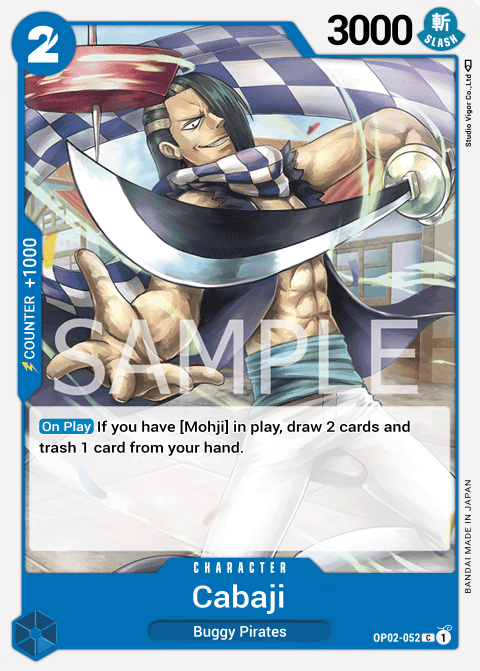 2
3000
斬
SLASH
Studio Vigor Co.,Ltd
COUNTER +1000
SAMPLE
On Play If you have [Mohji] in play, draw 2 cards and
trash 1 card from your hand.
BANDAI MADE IN JAPAN
CHARACTER
Cabaji
Buggy Pirates
OP02-052 C 1